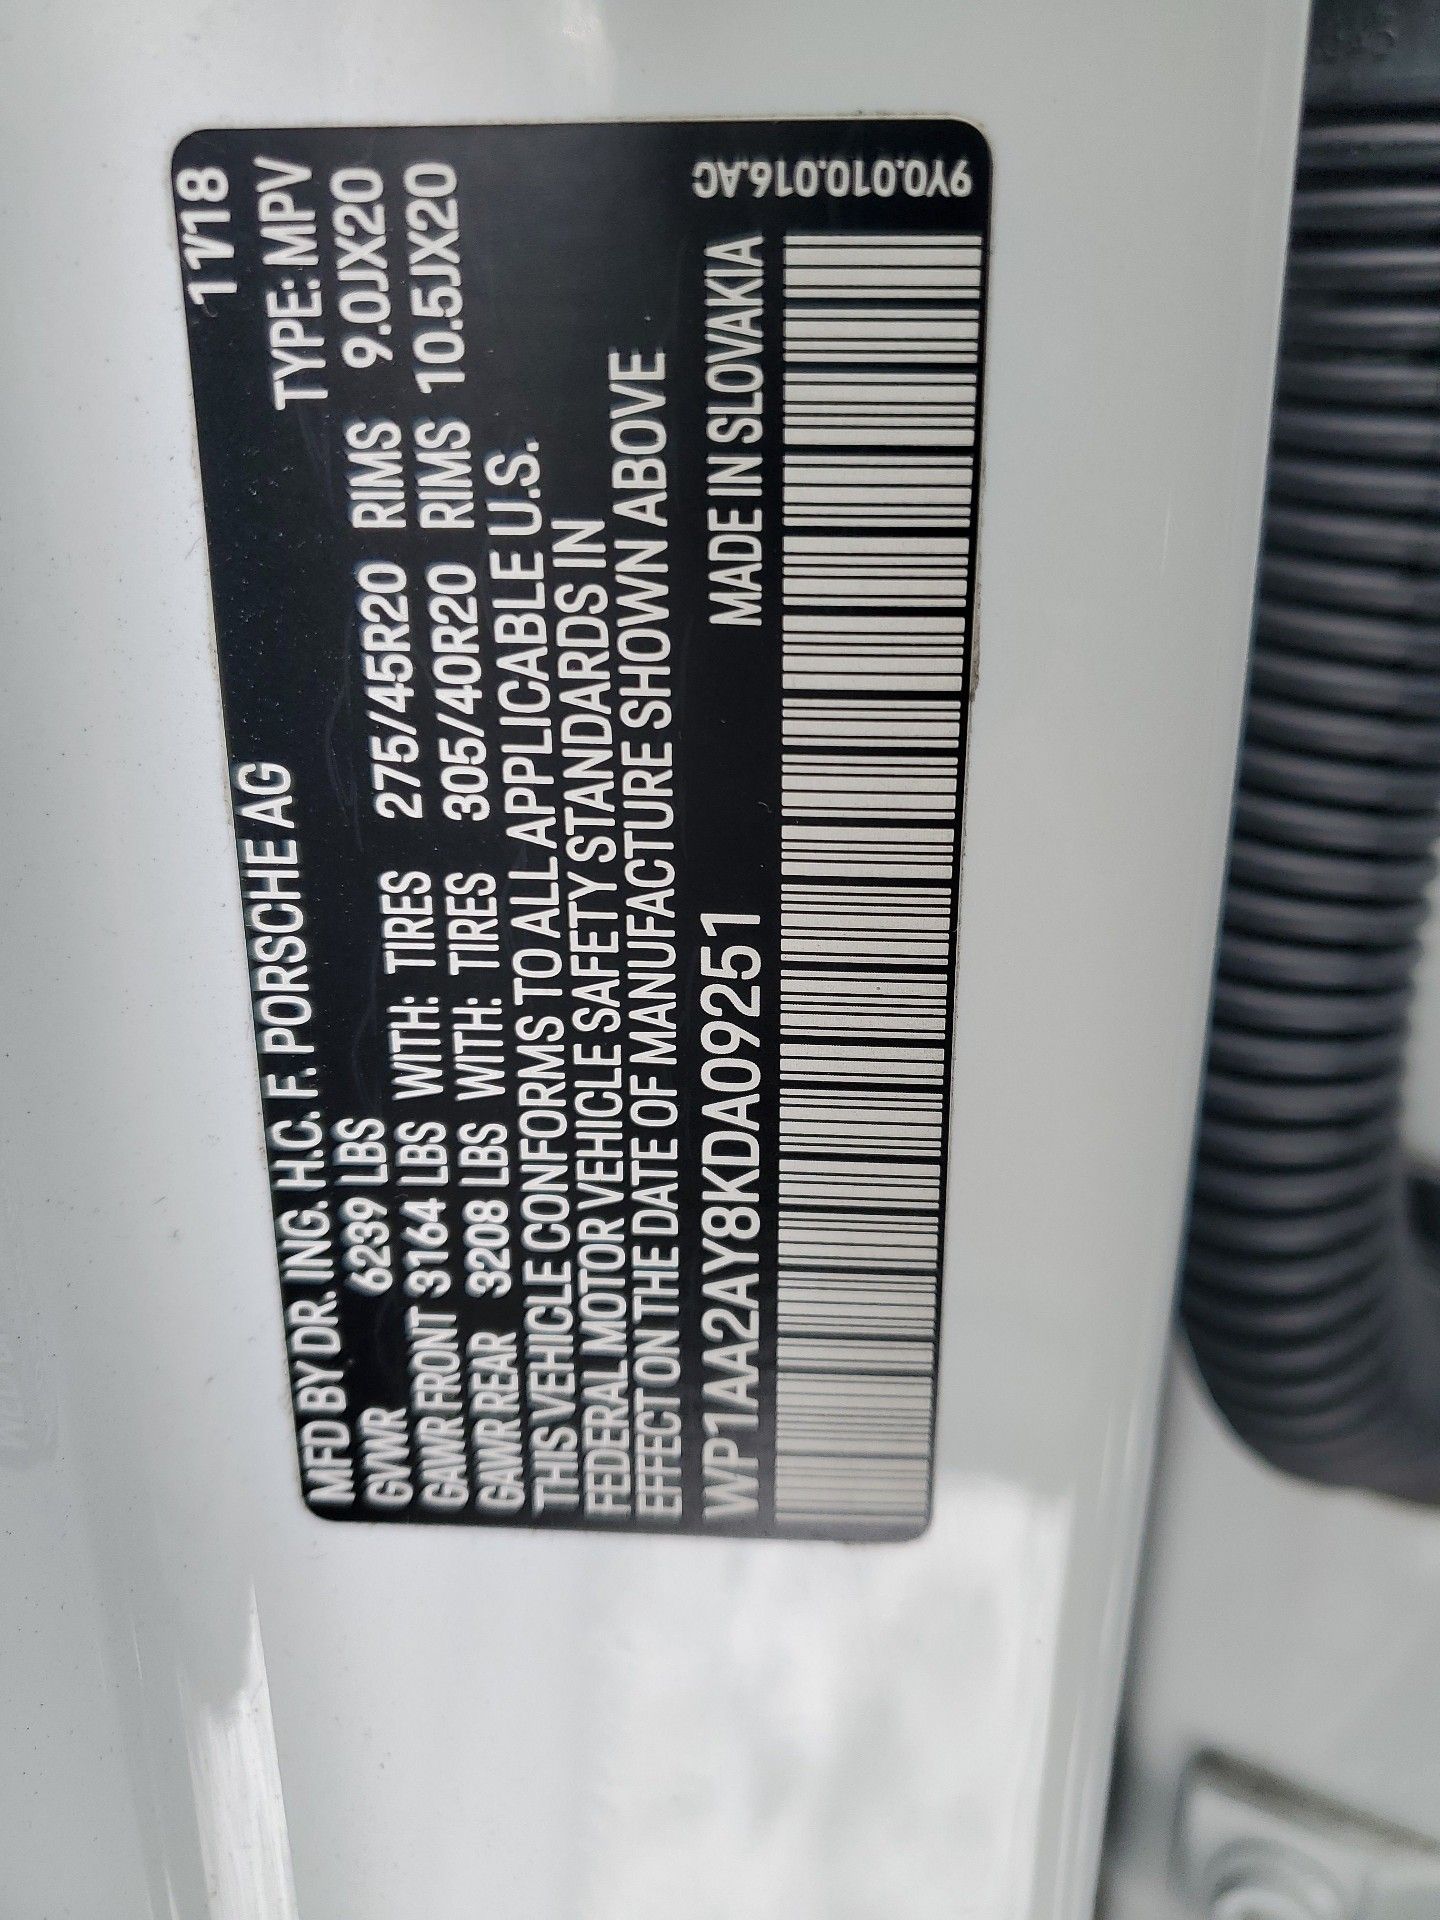 MFD BY DR. ING. H.C. F. PORSCHE AG 11/18
GVWR 6239 LBS TYPE: MPV
GAWR FRONT 3164 LBS WITH: TIRES 275/45R20 RIMS 9.0JX20
GAWR REAR 3208 LBS WITH: TIRES 305/40R20 RIMS 10.5JX20
THIS VEHICLE CONFORMS TO ALL APPLICABLE U.S.
FEDERAL MOTOR VEHICLE SAFETY STANDARDS IN
EFFECT ON THE DATE OF MANUFACTURE SHOWN ABOVE
WP1AA2AY8KDA09251 MADE IN SLOVAKIA
9Y0.010.016.AC